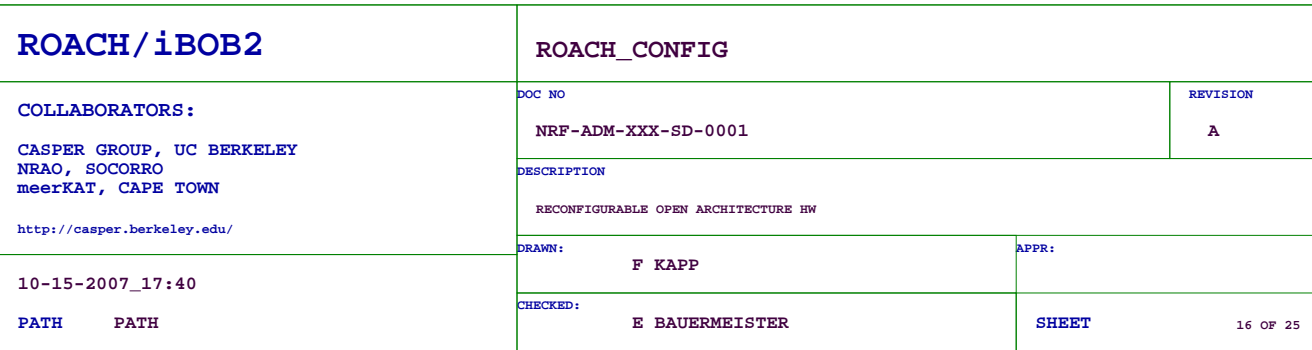 ROACH/iBOB2
COLLABORATORS:
CASPER GROUP, UC BERKELEY
NRAO, SOCORRO
meerKAT, CAPE TOWN
http://casper.berkeley.edu/
10-15-2007_17:40
PATH PATH
ROACH_CONFIG
DOC NO
NRF-ADM-XXX-SD-0001
REVISION
A
DESCRIPTION
RECONFIGURABLE OPEN ARCHITECTURE HW
DRAWN:
F KAPP
APPR:
CHECKED:
E BAUERMEISTER
SHEET 16 OF 25